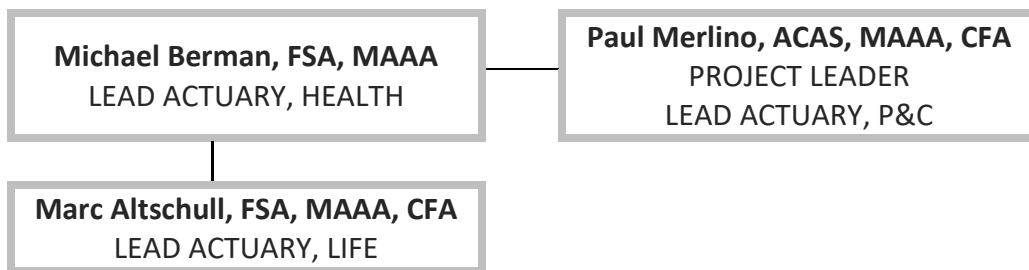 Michael Berman, FSA, MAAA
LEAD ACTUARY, HEALTH
Paul Merlino, ACAS, MAAA, CFA
PROJECT LEADER
LEAD ACTUARY, P&C
Marc Altschull, FSA, MAAA, CFA
LEAD ACTUARY, LIFE